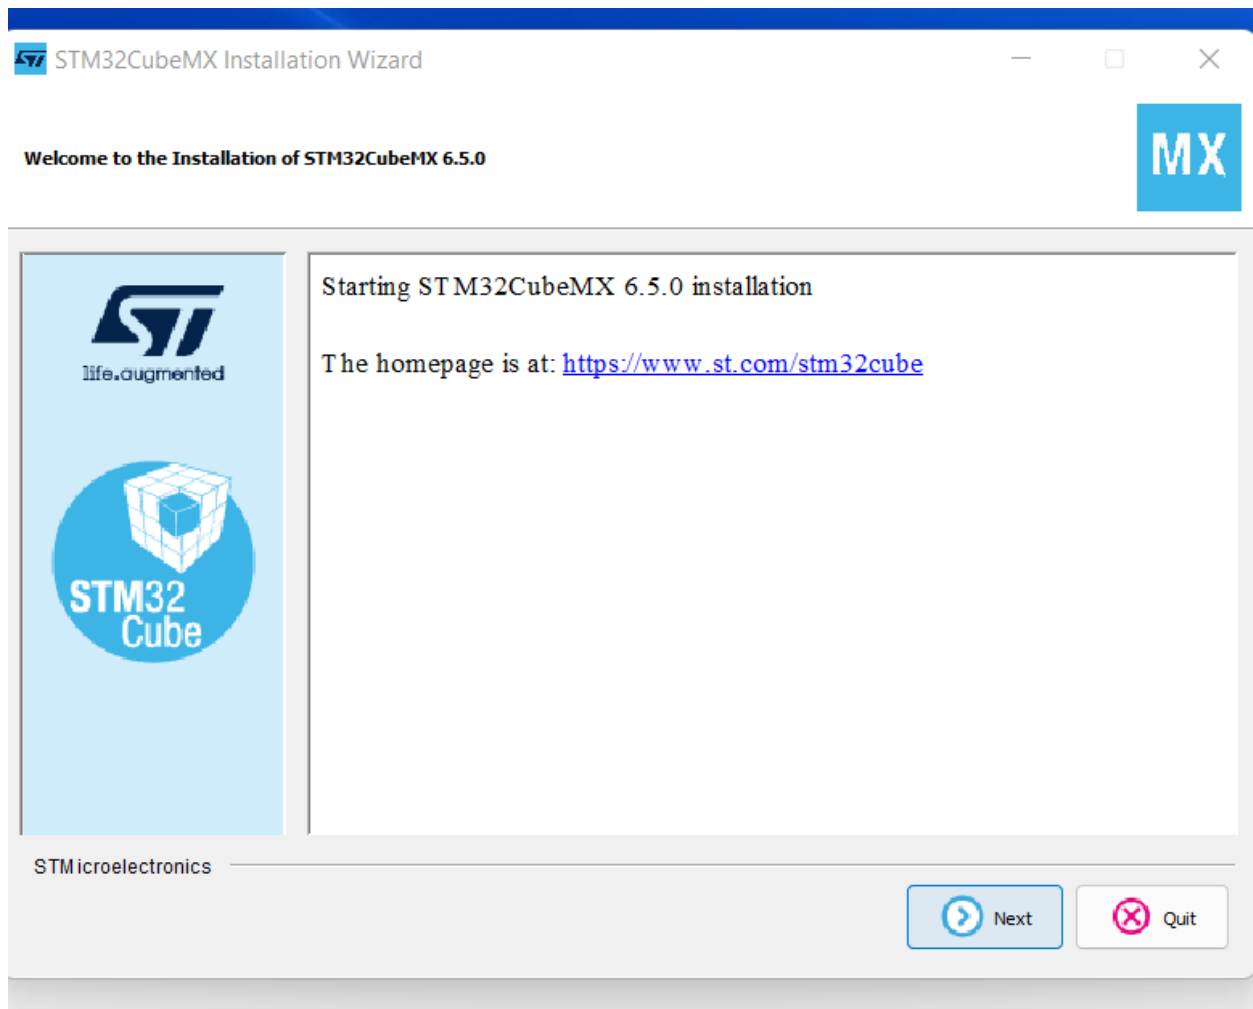 STM32CubeMX Installation Wizard
Welcome to the Installation of STM32CubeMX 6.5.0
MX
life.augmented
STM32
Cube
Starting STM32CubeMX 6.5.0 installation
The homepage is at: https://www.st.com/stm32cube
STMicroelectronics
Next
Quit